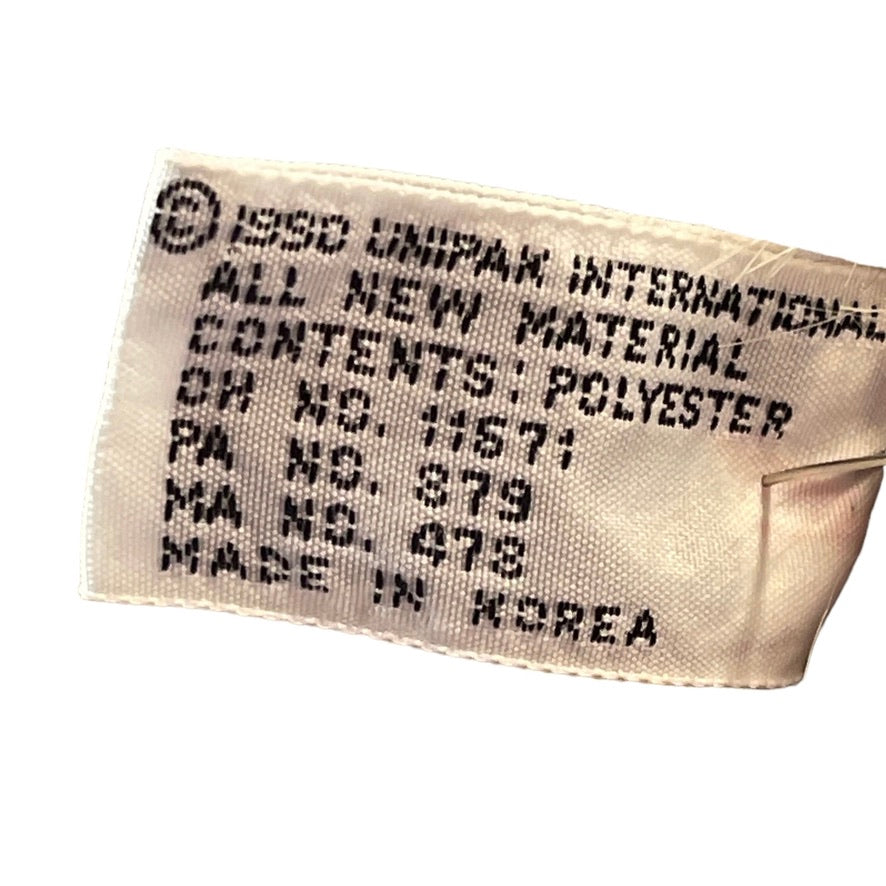 © 1990 UNIPAK INTERNATIONAL
ALL NEW MATERIAL
CONTENTS: POLYESTER
OH NO. 11571
PA NO. 879
MA NO. 478
MADE IN KOREA